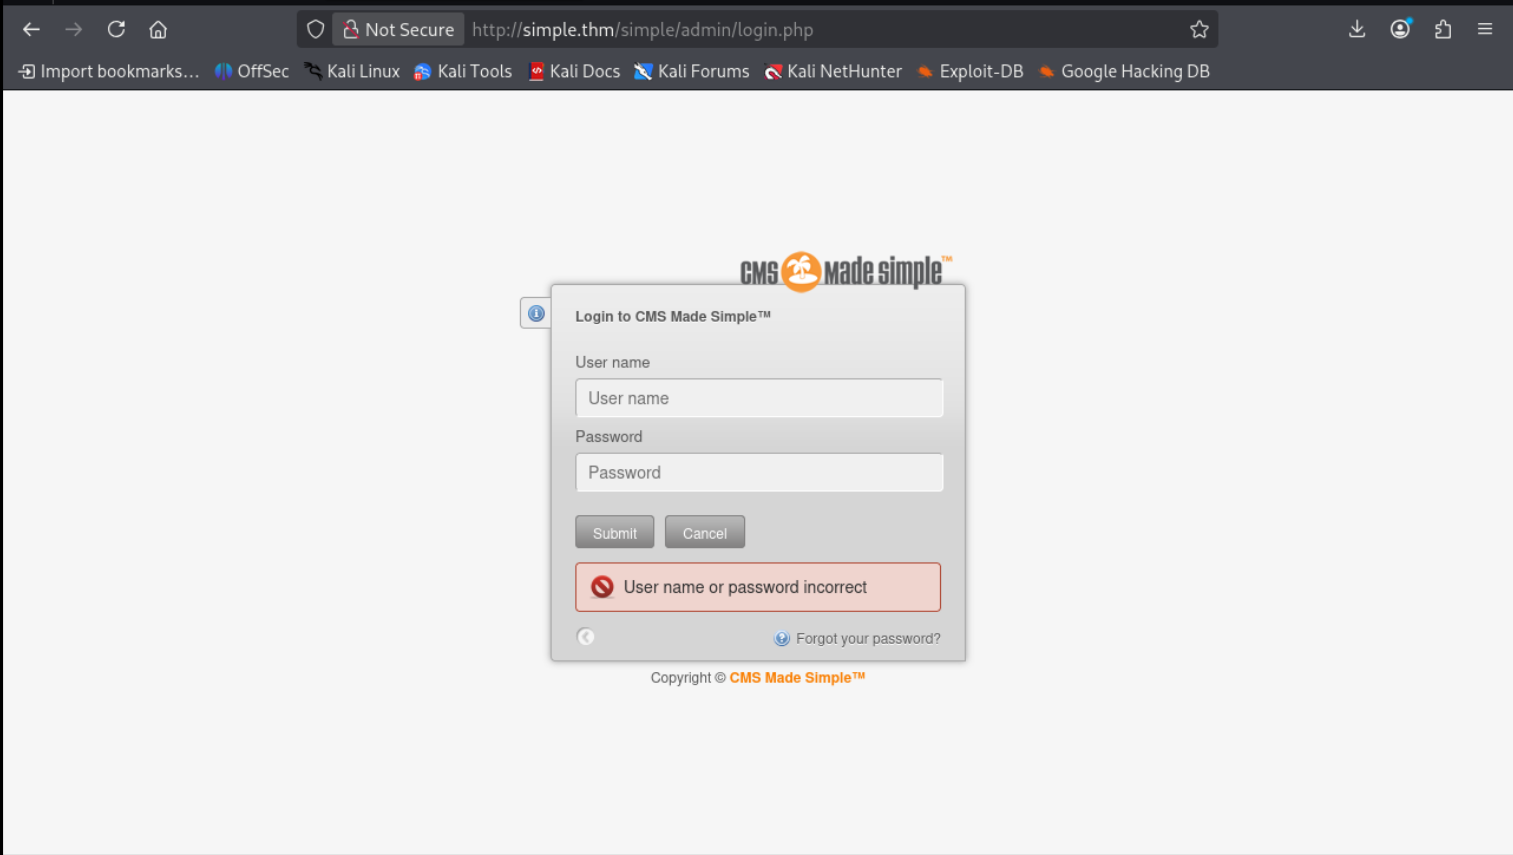 Not Secure http://simple.thm/simple/admin/login.php
Import bookmarks... OffSec Kali Linux Kali Tools Kali Docs Kali Forums Kali NetHunter Exploit-DB Google Hacking DB
CMS made simple™
Login to CMS Made Simple™
User name
User name
Password
Password
Submit Cancel
User name or password incorrect
Forgot your password?
Copyright © CMS Made Simple™